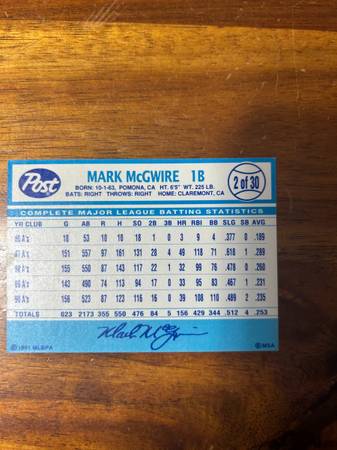 Post
MARK McGWIRE 1B
BORN: 10-1-63, POMONA, CA HT. 6'5" WT. 225 LB.
BATS: RIGHT THROWS: RIGHT HOME: CLAREMONT, CA
2 of 30
COMPLETE MAJOR LEAGUE BATTING STATISTICS
YR CLUB G AB R H SO 2B 3B HR RBI BB SLG SB AVG
86 A's 18 53 10 10 18 1 0 3 9 4 .377 0 .189
87 A's 151 557 97 161 131 28 4 49 118 71 .618 1 .289
88 A's 155 550 87 143 117 22 1 32 99 76 .478 0 .260
89 A's 143 490 74 113 94 17 0 33 95 83 .467 1 .231
90 A's 156 523 87 123 116 16 0 39 108 110 .489 2 .235
TOTALS 623 2173 355 550 476 84 5 156 429 344 .512 4 .253
Mark McGwire
© 1991 MLBPA
© MSA